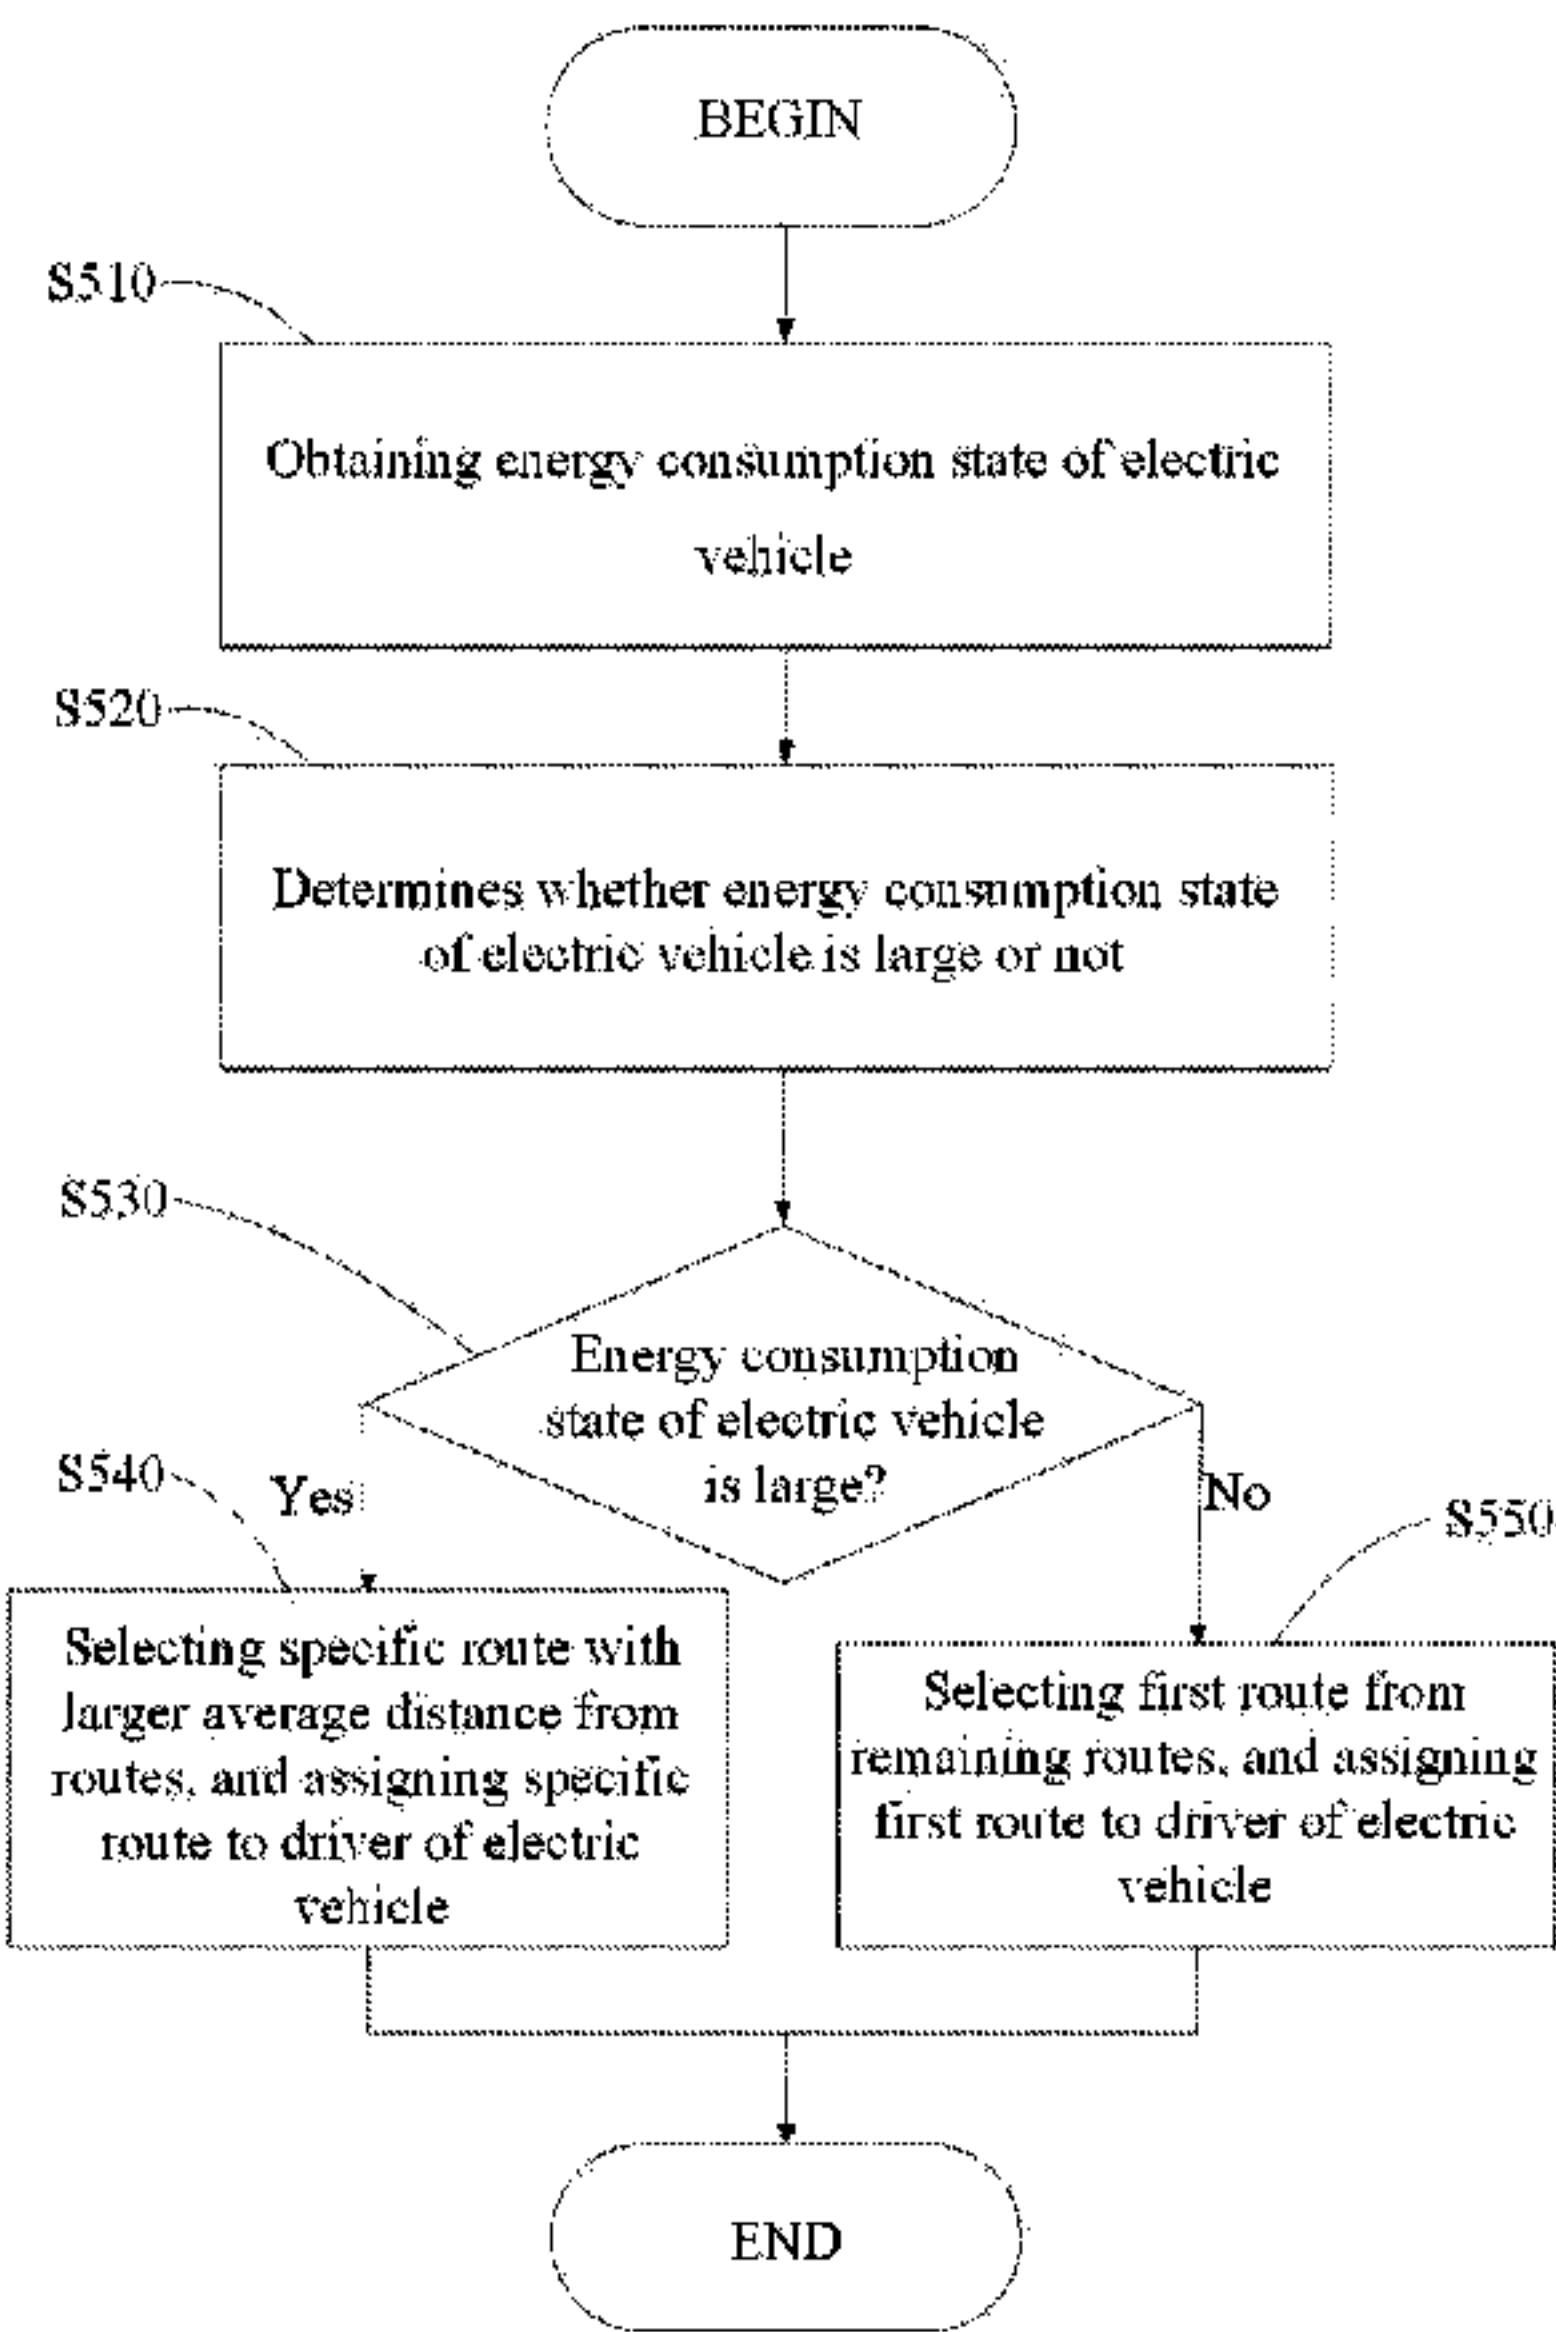 BEGIN
S510
Obtaining energy consumption state of electric
vehicle
S520
Determines whether energy consumption state
of electric vehicle is large or not
S530
Energy consumption
state of electric vehicle
is large?
S540
Yes
No
S550
Selecting specific route with
larger average distance from
routes, and assigning specific
route to driver of electric
vehicle
Selecting first route from
remaining routes, and assigning
first route to driver of electric
vehicle
END